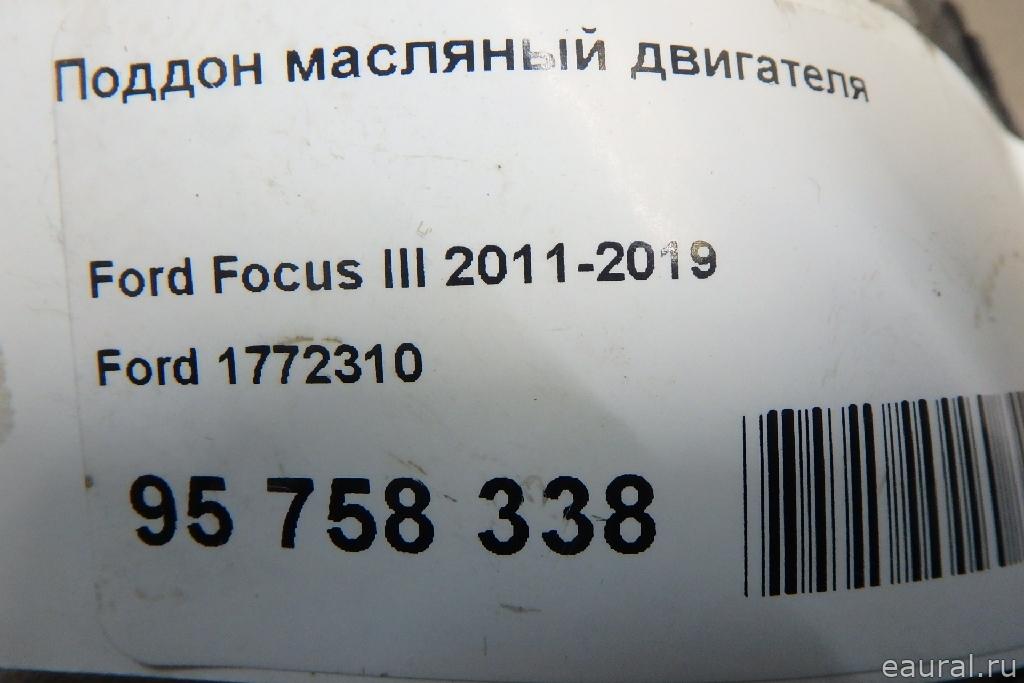 Поддон масляный двигателя
Ford Focus III 2011-2019
Ford 1772310
95 758 338
eaural.ru